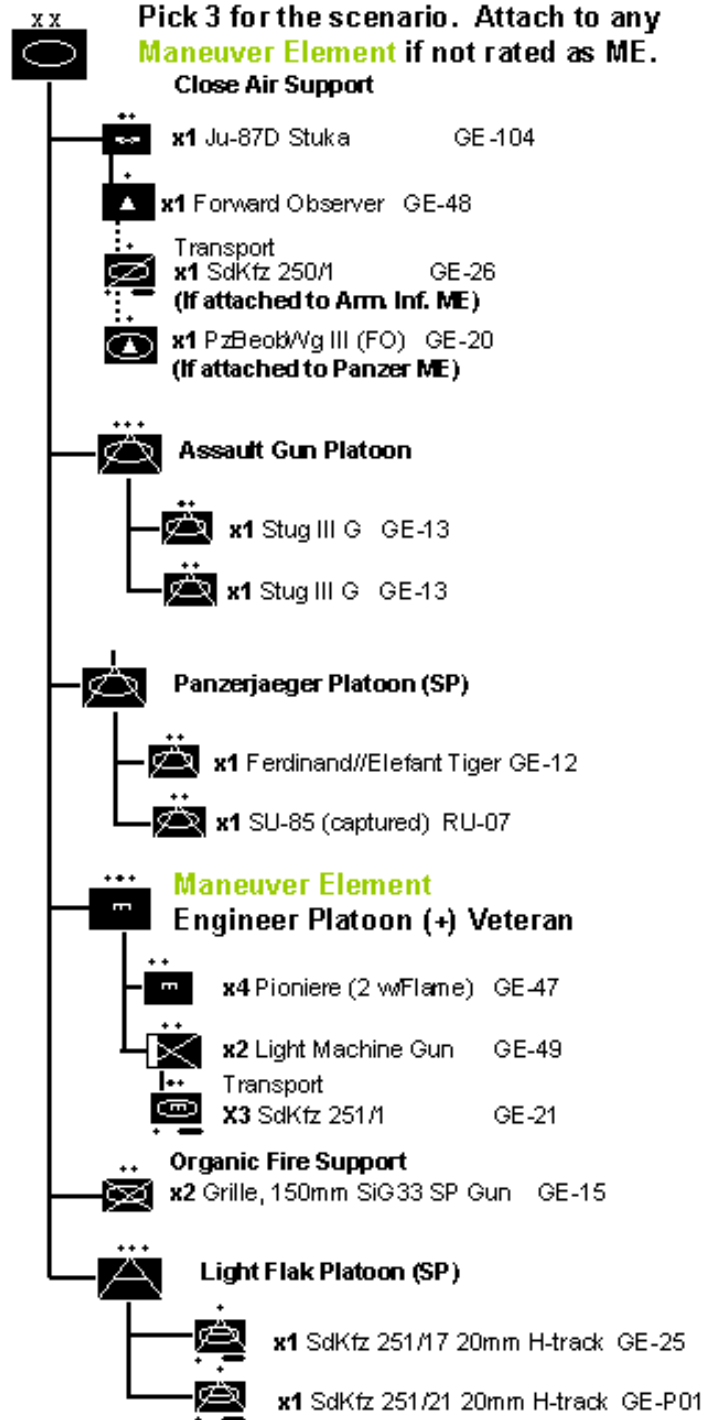 X X
Pick 3 for the scenario. Attach to any
Maneuver Element if not rated as ME.
Close Air Support
x1 Ju-87D Stuka GE-104
x1 Forward Observer GE-48
Transport
x1 SdKfz 250/1 GE-26
(If attached to Arm. Inf. ME)
x1 PzBeobWg III (FO) GE-20
(If attached to Panzer ME)
Assault Gun Platoon
x1 Stug III G GE-13
x1 Stug III G GE-13
Panzerjaeger Platoon (SP)
x1 Ferdinand//Elefant Tiger GE-12
x1 SU-85 (captured) RU-07
Maneuver Element
Engineer Platoon (+) Veteran
x4 Pioniere (2 w/Flame) GE-47
x2 Light Machine Gun GE-49
Transport
X3 SdKfz 251/1 GE-21
Organic Fire Support
x2 Grille, 150mm SiG33 SP Gun GE-15
Light Flak Platoon (SP)
x1 SdKfz 251/17 20mm H-track GE-25
x1 SdKfz 251/21 20mm H-track GE-P01